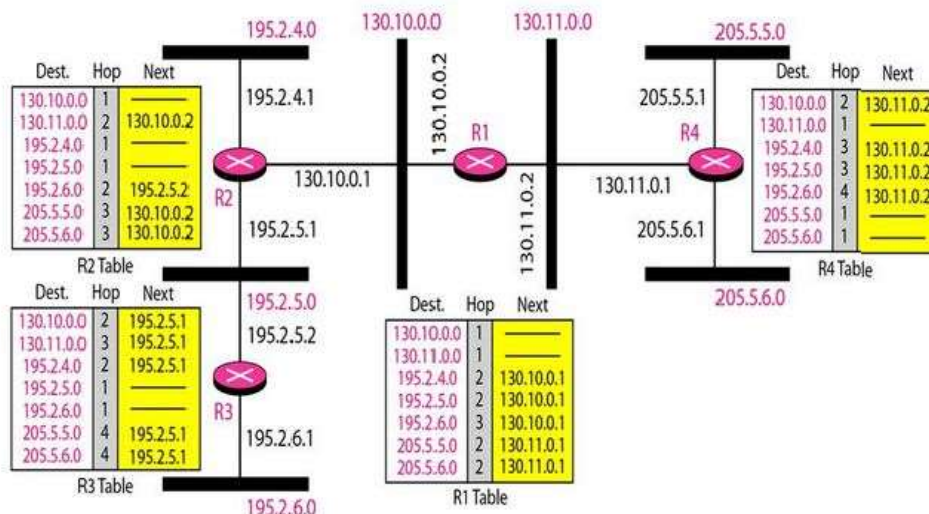 195.2.4.0
130.10.0.0
130.11.0.0
205.5.5.0
Dest. Hop Next
130.10.0.0 1
130.11.0.0 2 130.10.0.2
195.2.4.0 1
195.2.5.0 1
195.2.6.0 2 195.2.5.2
205.5.5.0 3 130.10.0.2
205.5.6.0 3 130.10.0.2
R2 Table
195.2.4.1
R2
130.10.0.1
195.2.5.1
130.10.0.2
R1
130.11.0.2
130.11.0.1
205.5.5.1
R4
205.5.6.1
Dest. Hop Next
130.10.0.0 2 130.11.0.2
130.11.0.0 1
195.2.4.0 3 130.11.0.2
195.2.5.0 3 130.11.0.2
195.2.6.0 4 130.11.0.2
205.5.5.0 1
205.5.6.0 1
R4 Table
205.5.6.0
195.2.5.0
Dest. Hop Next
130.10.0.0 2 195.2.5.1
130.11.0.0 3 195.2.5.1
195.2.4.0 2 195.2.5.1
195.2.5.0 1
195.2.6.0 1
205.5.5.0 4 195.2.5.1
205.5.6.0 4 195.2.5.1
R3 Table
195.2.5.2
R3
195.2.6.1
195.2.6.0
Dest. Hop Next
130.10.0.0 1
130.11.0.0 1
195.2.4.0 2 130.10.0.1
195.2.5.0 2 130.10.0.1
195.2.6.0 3 130.10.0.1
205.5.5.0 2 130.11.0.1
205.5.6.0 2 130.11.0.1
R1 Table